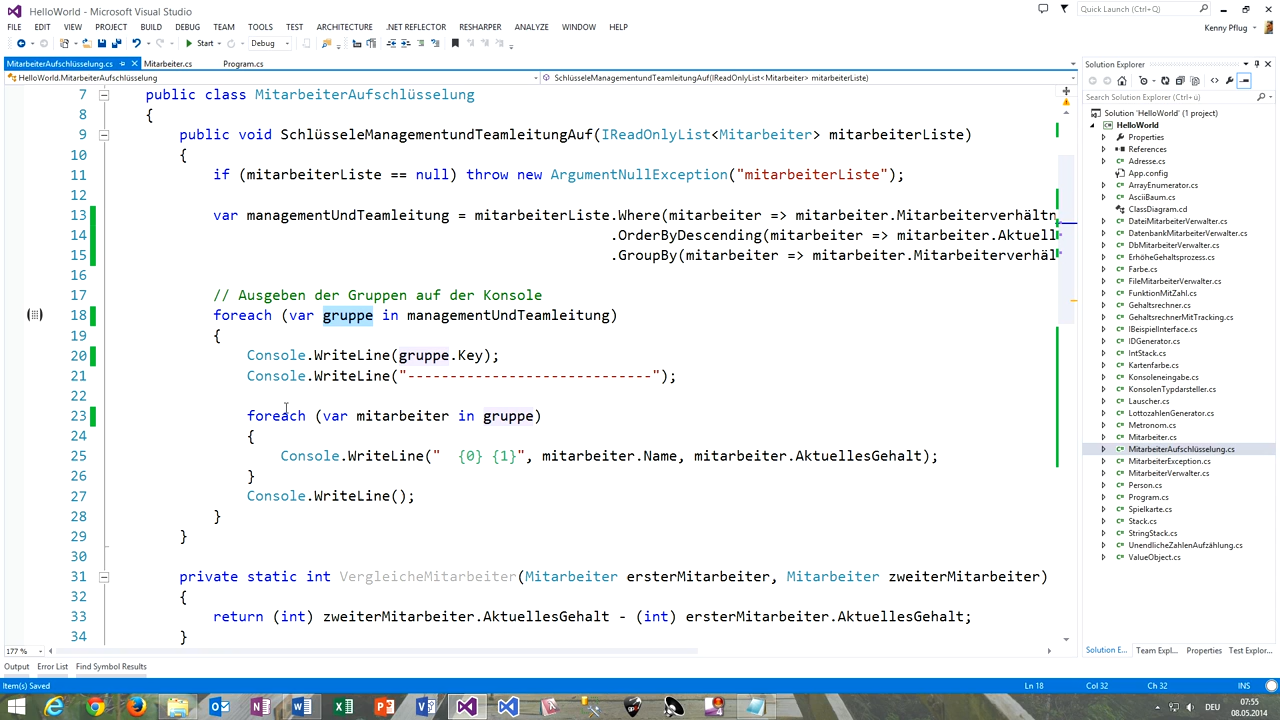 HelloWorld - Microsoft Visual Studio
Quick Launch (Ctrl+Q)
FILE EDIT VIEW PROJECT BUILD DEBUG TEAM TOOLS TEST ARCHITECTURE .NET REFLECTOR RESHARPER ANALYZE WINDOW HELP
Kenny Pflug
Start Debug
MitarbeiterAufschlüsselung.cs Mitarbeiter.cs Program.cs
HelloWorld.MitarbeiterAufschlüsselung SchlüsseleManagementundTeamleitungAuf(IReadOnlyList<Mitarbeiter> mitarbeiterListe)
7 public class MitarbeiterAufschlüsselung
8 {
9 public void SchlüsseleManagementundTeamleitungAuf(IReadOnlyList<Mitarbeiter> mitarbeiterListe)
10 {
11 if (mitarbeiterListe == null) throw new ArgumentNullException("mitarbeiterListe");
12
13 var managementUndTeamleitung = mitarbeiterListe.Where(mitarbeiter => mitarbeiter.Mitarbeiterverhältn
14 .OrderByDescending(mitarbeiter => mitarbeiter.Aktuell
15 .GroupBy(mitarbeiter => mitarbeiter.Mitarbeiterverhäl
16
17 // Ausgeben der Gruppen auf der Konsole
18 foreach (var gruppe in managementUndTeamleitung)
19 {
20 Console.WriteLine(gruppe.Key);
21 Console.WriteLine("-----------------------------");
22
23 foreach (var mitarbeiter in gruppe)
24 {
25 Console.WriteLine("  {0} {1}", mitarbeiter.Name, mitarbeiter.AktuellesGehalt);
26 }
27 Console.WriteLine();
28 }
29 }
30
31 private static int VergleicheMitarbeiter(Mitarbeiter ersterMitarbeiter, Mitarbeiter zweiterMitarbeiter)
32 {
33 return (int) zweiterMitarbeiter.AktuellesGehalt - (int) ersterMitarbeiter.AktuellesGehalt;
34 }
177 %
Solution Explorer
Search Solution Explorer (Ctrl+ü)
Solution 'HelloWorld' (1 project)
HelloWorld
Properties
References
Adresse.cs
App.config
ArrayEnumerator.cs
AsciiBaum.cs
ClassDiagram.cd
DateiMitarbeiterVerwalter.cs
DatenbankMitarbeiterVerwalter.cs
DbMitarbeiterVerwalter.cs
ErhöheGehaltsprozess.cs
Farbe.cs
FileMitarbeiterVerwalter.cs
FunktionMitZahl.cs
Gehaltsrechner.cs
GehaltsrechnerMitTracking.cs
IBeispielInterface.cs
IDGenerator.cs
IntStack.cs
Kartenfarbe.cs
Konsoleneingabe.cs
KonsolenTypdarsteller.cs
Lauscher.cs
LottozahlenGenerator.cs
Metronom.cs
Mitarbeiter.cs
MitarbeiterAufschlüsselung.cs
MitarbeiterException.cs
MitarbeiterVerwalter.cs
Person.cs
Program.cs
Spielkarte.cs
Stack.cs
StringStack.cs
UnendlicheZahlenAufzählung.cs
ValueObject.cs
Solution E... Team Expl... Properties Test Explor...
Output Error List Find Symbol Results
Item(s) Saved Ln 18 Col 32 Ch 32 INS
DEU
07:55
08.05.2014